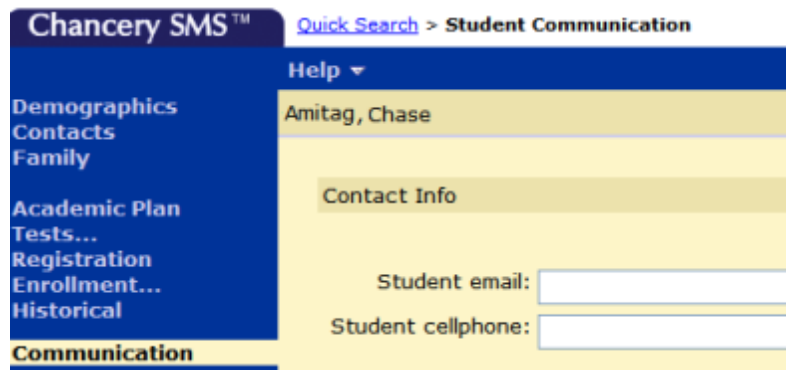 Chancery SMS™
Quick Search > Student Communication
Help
Amitag, Chase
Demographics
Contacts
Family
Academic Plan
Tests...
Registration
Enrollment...
Historical
Communication
Contact Info
Student email:
Student cellphone: